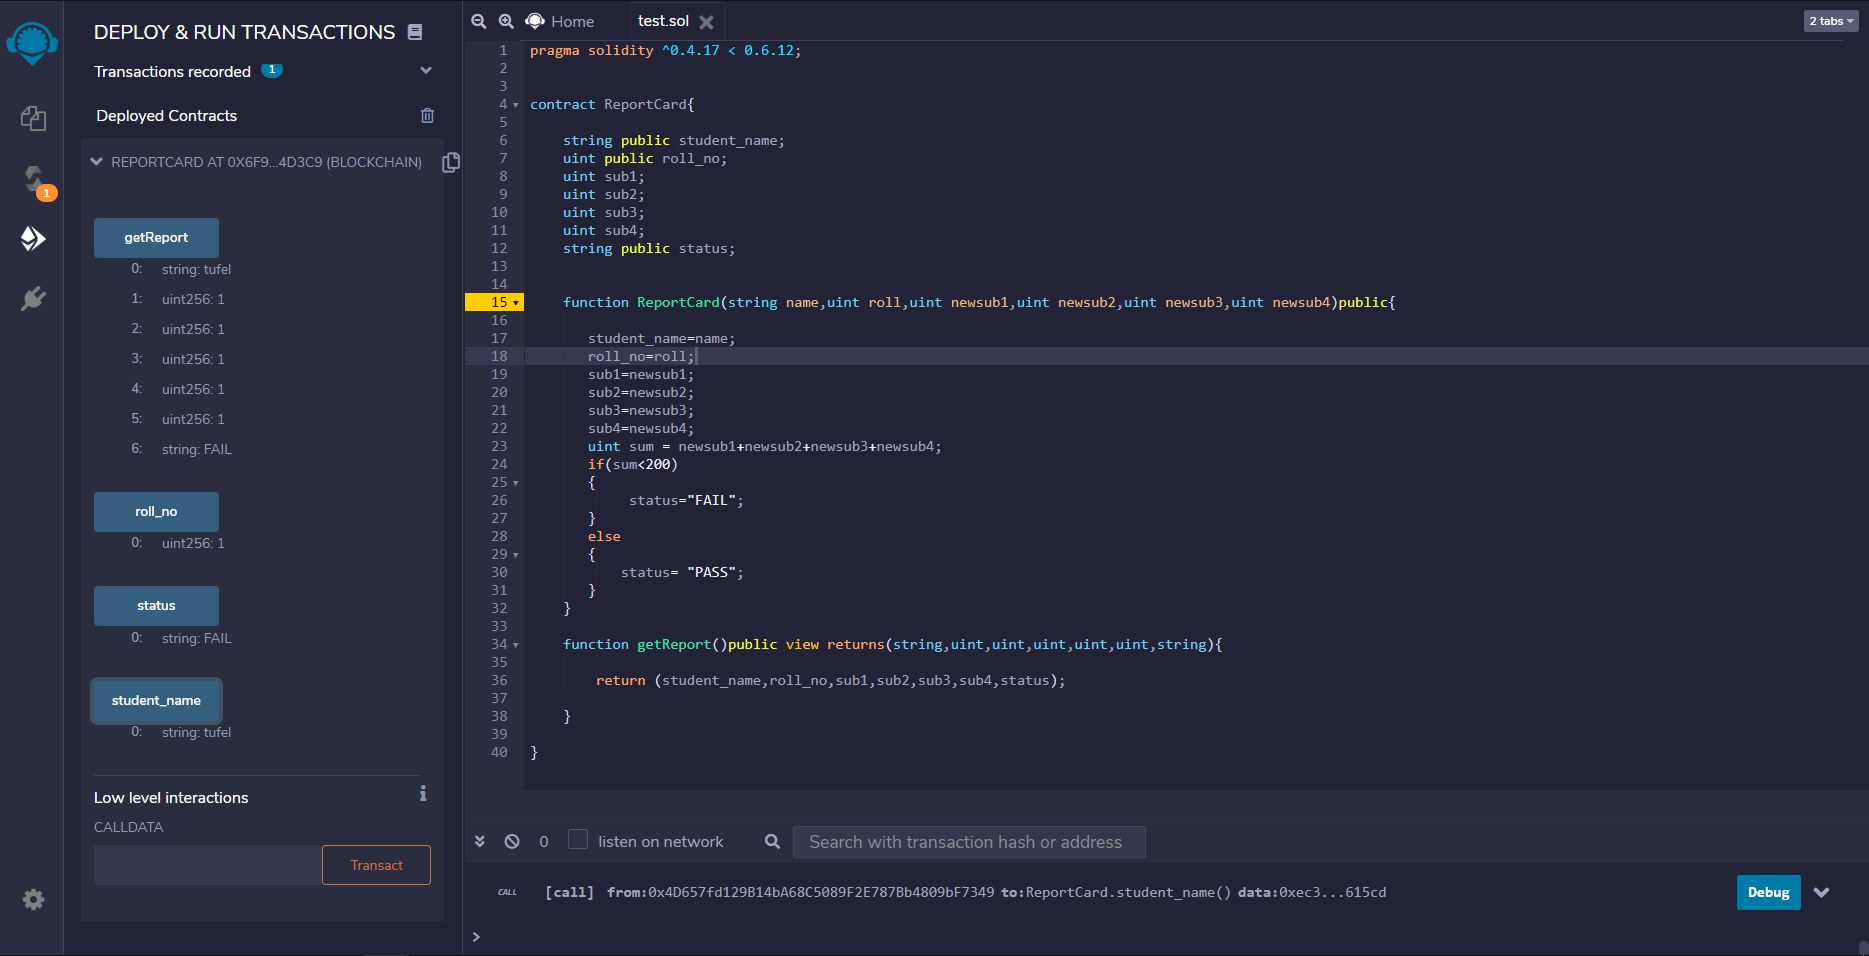 DEPLOY & RUN TRANSACTIONS
Transactions recorded 1
Deployed Contracts
REPORTCARD AT 0X6F9...4D3C9 (BLOCKCHAIN)
1
getReport
0: string: tufel
1: uint256: 1
2: uint256: 1
3: uint256: 1
4: uint256: 1
5: uint256: 1
6: string: FAIL
roll_no
0: uint256: 1
status
0: string: FAIL
student_name
0: string: tufel
Low level interactions
i
CALLDATA
Transact
Home
test.sol
2 tabs
1 pragma solidity ^0.4.17 < 0.6.12;
2
3
4 contract ReportCard{
5
6 string public student_name;
7 uint public roll_no;
8 uint sub1;
9 uint sub2;
10 uint sub3;
11 uint sub4;
12 string public status;
13
14
15 function ReportCard(string name,uint roll,uint newsub1,uint newsub2,uint newsub3,uint newsub4)public{
16
17 student_name=name;
18 roll_no=roll;
19 sub1=newsub1;
20 sub2=newsub2;
21 sub3=newsub3;
22 sub4=newsub4;
23 uint sum = newsub1+newsub2+newsub3+newsub4;
24 if(sum<200)
25 {
26 status="FAIL";
27 }
28 else
29 {
30 status= "PASS";
31 }
32 }
33
34 function getReport()public view returns(string,uint,uint,uint,uint,uint,string){
35
36 return (student_name,roll_no,sub1,sub2,sub3,sub4,status);
37
38 }
39
40 }
0 listen on network Search with transaction hash or address
CALL [call] from:0x4D657fd129B14bA68C5089F2E787Bb4809bF7349 to:ReportCard.student_name() data:0xec3...615cd Debug
>